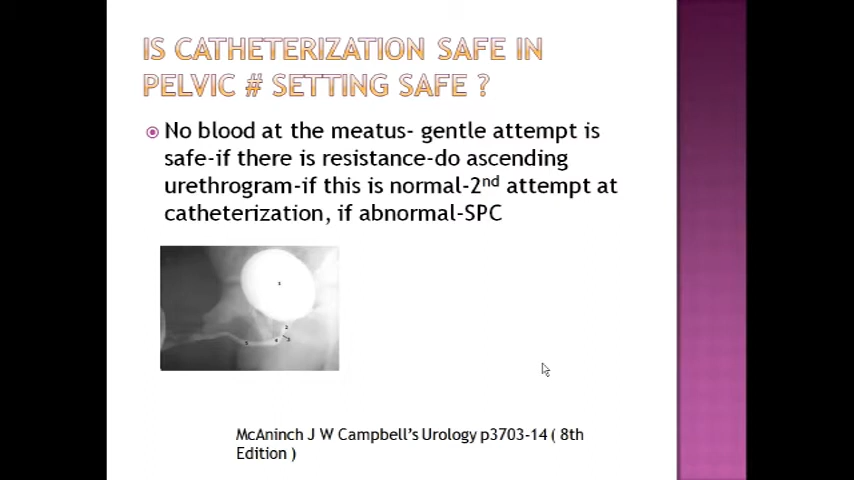 IS CATHETERIZATION SAFE IN
PELVIC # SETTING SAFE ?
No blood at the meatus- gentle attempt is
safe-if there is resistance-do ascending
urethrogram-if this is normal-2nd attempt at
catheterization, if abnormal-SPC
1
2
McAninch J W Campbell's Urology p3703-14 ( 8th
Edition )